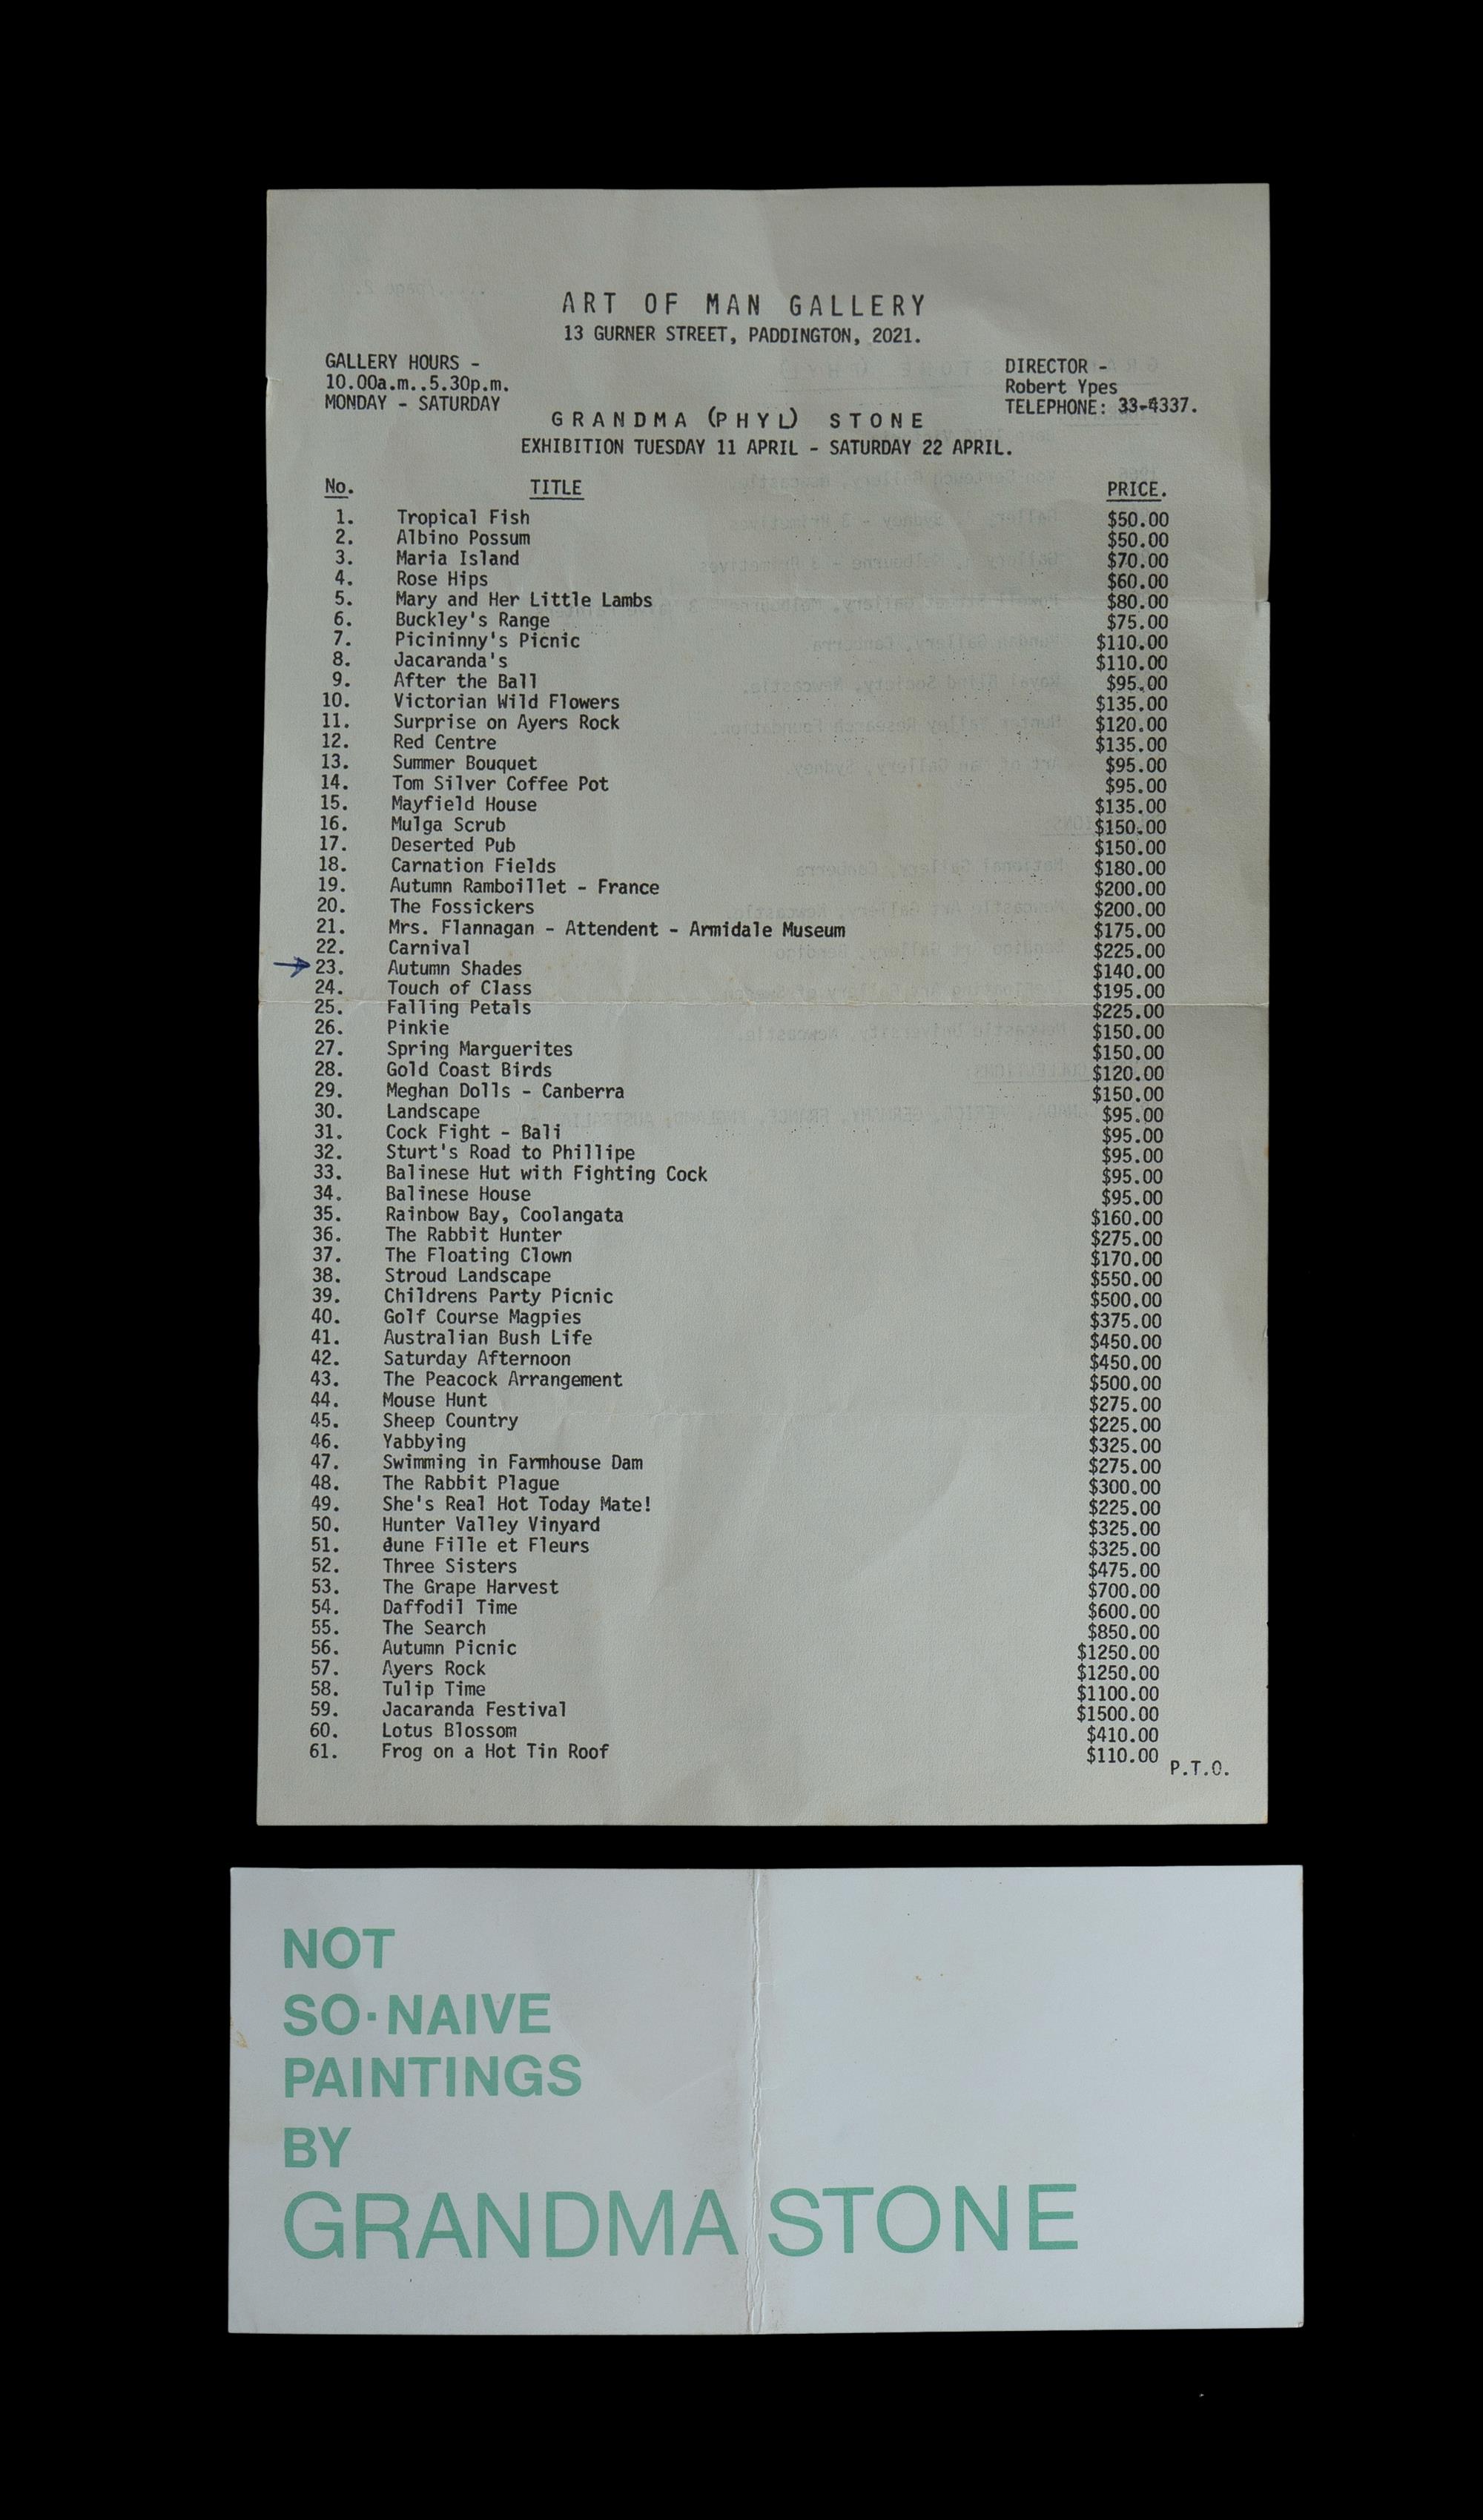 ART OF MAN GALLERY
13 GURNER STREET, PADDINGTON, 2021.
GALLERY HOURS -
10.00a.m..5.30p.m.
MONDAY - SATURDAY
DIRECTOR -
Robert Ypes
TELEPHONE: 33-4337.
GRANDMA (PHYL) STONE
EXHIBITION TUESDAY 11 APRIL - SATURDAY 22 APRIL.
No. TITLE PRICE.
1. Tropical Fish $50.00
2. Albino Possum $50.00
3. Maria Island $70.00
4. Rose Hips $60.00
5. Mary and Her Little Lambs $80.00
6. Buckley's Range $75.00
7. Picininny's Picnic $110.00
8. Jacaranda's $110.00
9. After the Ball $95.00
10. Victorian Wild Flowers $135.00
11. Surprise on Ayers Rock $120.00
12. Red Centre $135.00
13. Summer Bouquet $95.00
14. Tom Silver Coffee Pot $95.00
15. Mayfield House $135.00
16. Mulga Scrub $150.00
17. Deserted Pub $150.00
18. Carnation Fields $180.00
19. Autumn Ramboillet - France $200.00
20. The Fossickers $200.00
21. Mrs. Flannagan - Attendent - Armidale Museum $175.00
22. Carnival $225.00
23. Autumn Shades $140.00
24. Touch of Class $195.00
25. Falling Petals $225.00
26. Pinkie $150.00
27. Spring Marguerites $150.00
28. Gold Coast Birds $120.00
29. Meghan Dolls - Canberra $150.00
30. Landscape $95.00
31. Cock Fight - Bali $95.00
32. Sturt's Road to Phillipe $95.00
33. Balinese Hut with Fighting Cock $95.00
34. Balinese House $95.00
35. Rainbow Bay, Coolangata $160.00
36. The Rabbit Hunter $275.00
37. The Floating Clown $170.00
38. Stroud Landscape $550.00
39. Childrens Party Picnic $500.00
40. Golf Course Magpies $375.00
41. Australian Bush Life $450.00
42. Saturday Afternoon $450.00
43. The Peacock Arrangement $500.00
44. Mouse Hunt $275.00
45. Sheep Country $225.00
46. Yabbying $325.00
47. Swimming in Farmhouse Dam $275.00
48. The Rabbit Plague $300.00
49. She's Real Hot Today Mate! $225.00
50. Hunter Valley Vinyard $325.00
51. June Fille et Fleurs $325.00
52. Three Sisters $475.00
53. The Grape Harvest $700.00
54. Daffodil Time $600.00
55. The Search $850.00
56. Autumn Picnic $1250.00
57. Ayers Rock $1250.00
58. Tulip Time $1100.00
59. Jacaranda Festival $1500.00
60. Lotus Blossom $410.00
61. Frog on a Hot Tin Roof $110.00
P.T.O.
NOT
SO·NAIVE
PAINTINGS
BY
GRANDMA STONE